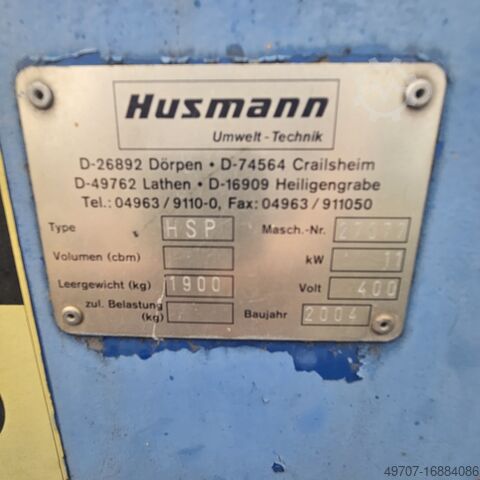 Husmann
Umwelt-Technik
D-26892 Dörpen • D-74564 Crailsheim
D-49762 Lathen • D-16909 Heiligengrabe
Tel.: 04963/9110-0, Fax: 04963/911050
Type HSP Masch.-Nr.
Volumen (cbm) / kW 11
Leergewicht (kg) 1900 Volt 400
zul. Belastung (kg) / Baujahr 2004
49707-16884086